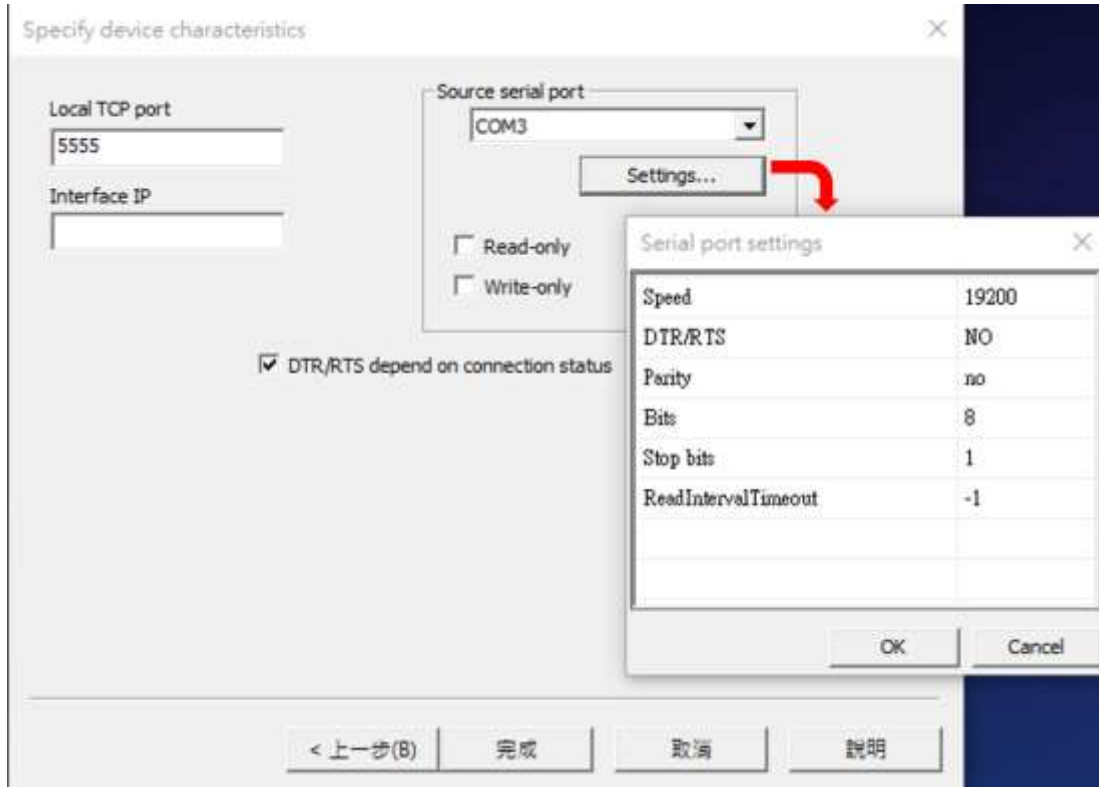 Specify device characteristics
Local TCP port
5555
Interface IP
Source serial port
COM3
Settings...
Read-only
Write-only
DTR/RTS depend on connection status
Serial port settings
Speed 19200
DTR/RTS NO
Parity no
Bits 8
Stop bits 1
ReadIntervalTimeout -1
OK Cancel
< 上一步(B) 完成 取消 說明